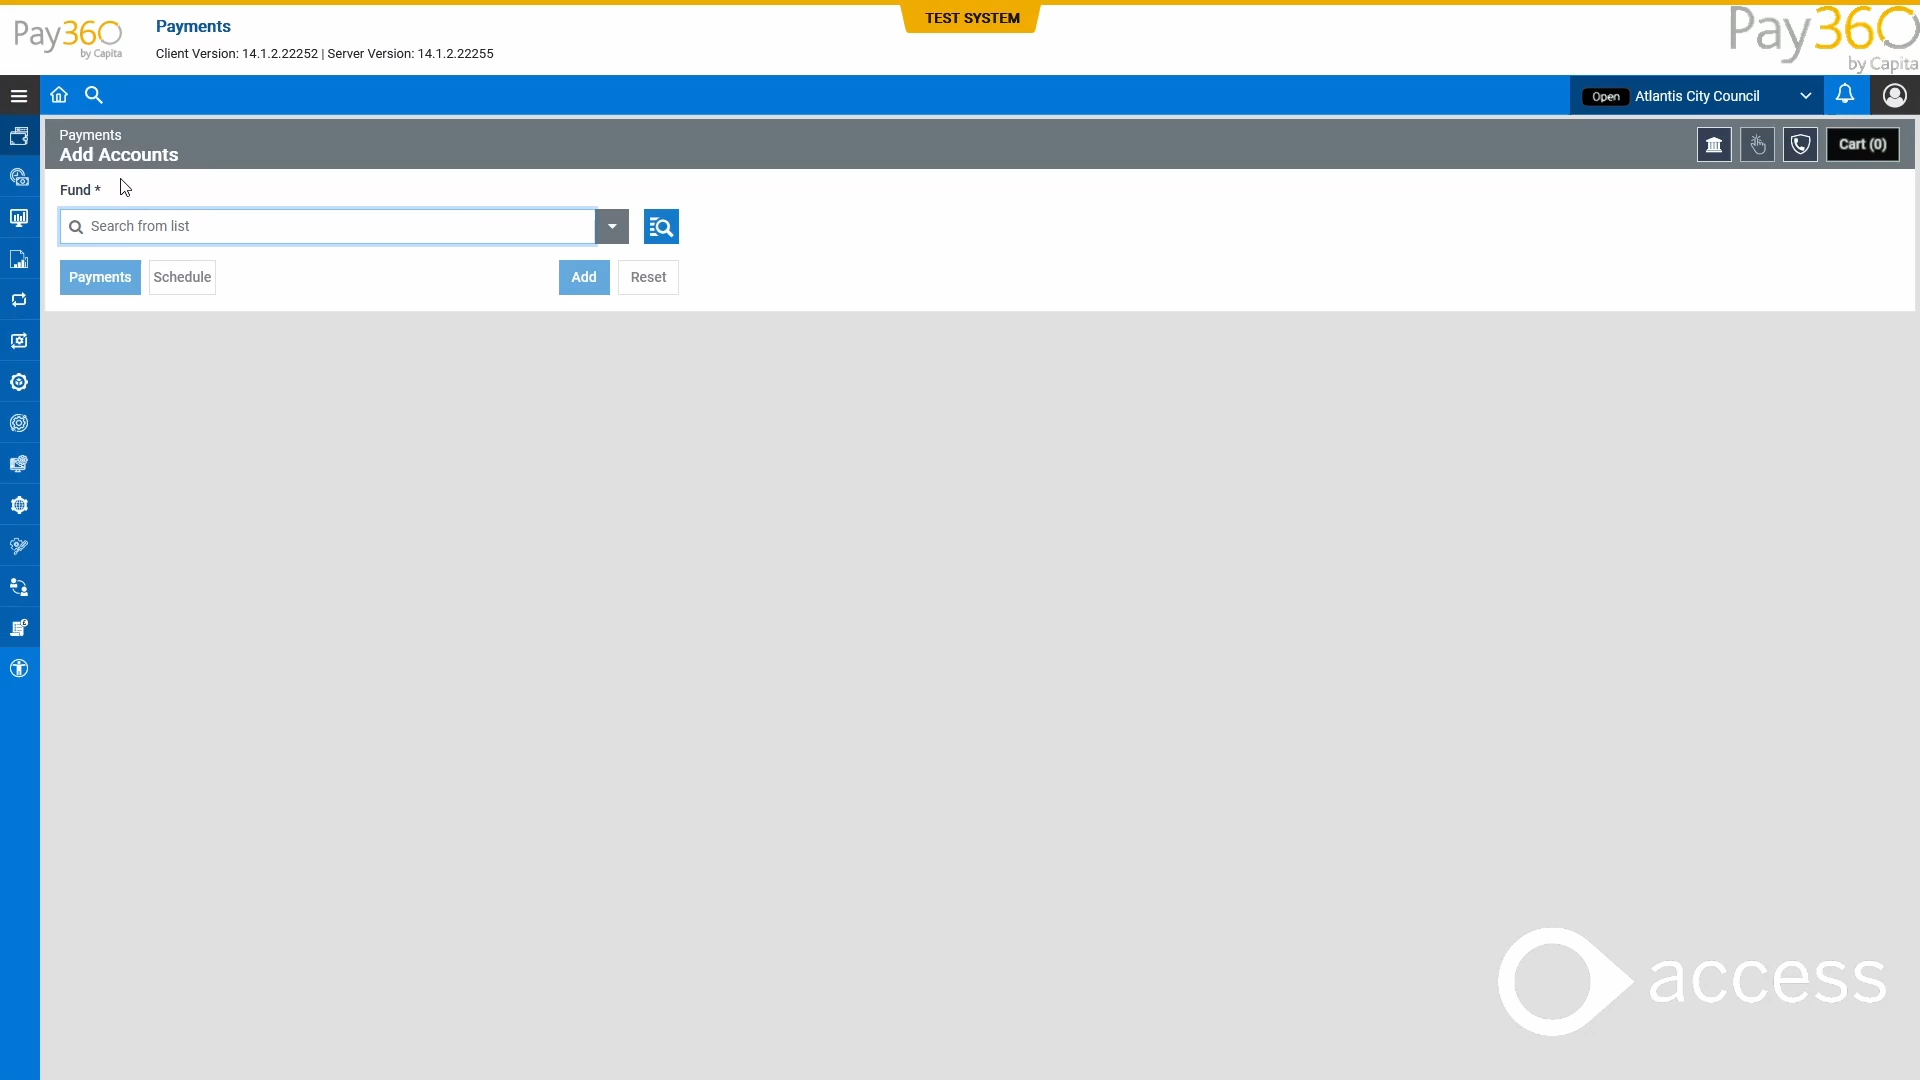 Pay360
by Capita
Payments
Client Version: 14.1.2.22252 | Server Version: 14.1.2.22255
TEST SYSTEM
Pay360
by Capita
Open Atlantis City Council
Payments
Add Accounts
Cart (0)
Fund *
Search from list
Payments Schedule Add Reset
access